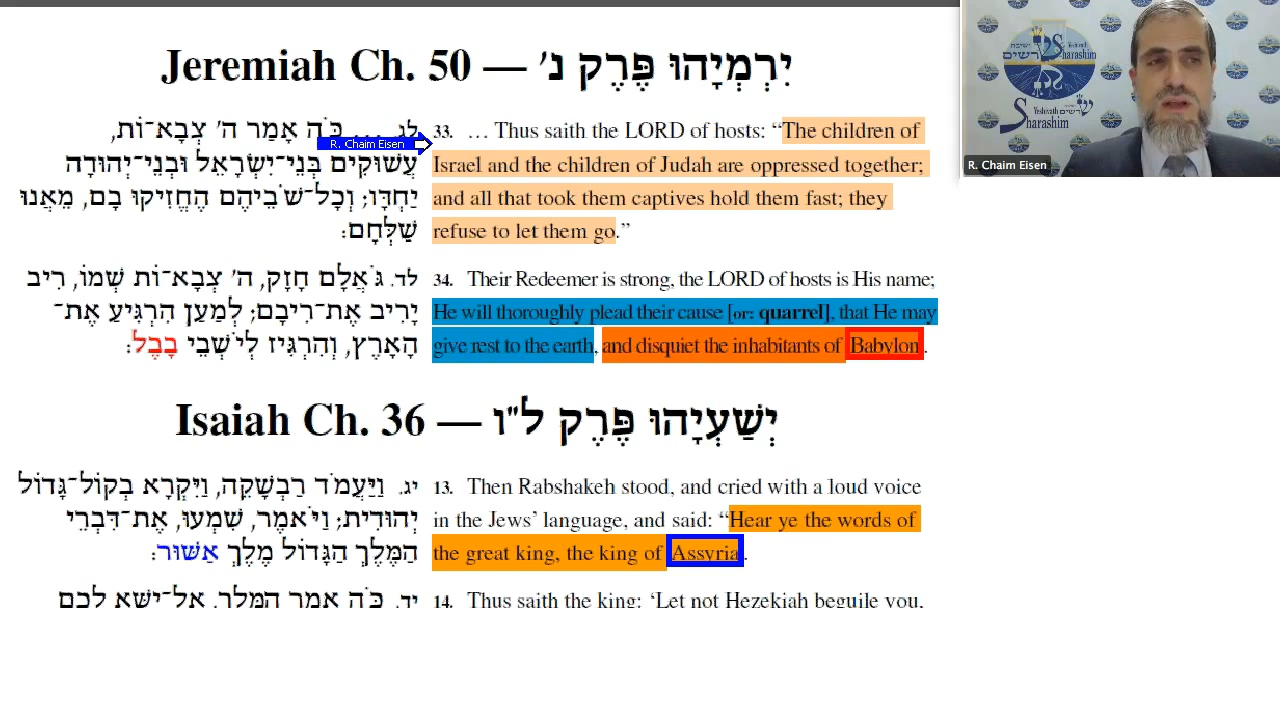 Jeremiah Ch. 50 — יִרְמְיָהוּ פֶּרֶק נ׳
לג. … כֹּה אָמַר ה׳ צְבָא־וֹת,
עֲשׁוּקִים בְּנֵי־יִשְׂרָאֵל וּבְנֵי־יְהוּדָה
יַחְדָּו; וְכָל־שֹׁבֵיהֶם הֶחֱזִיקוּ בָם, מֵאֲנוּ
שַׁלְּחָם:
33. … Thus saith the LORD of hosts: “The children of
Israel and the children of Judah are oppressed together;
and all that took them captives hold them fast; they
refuse to let them go.”
R. Chaim Eisen
לד. גֹּאֲלָם חָזָק, ה׳ צְבָא־וֹת שְׁמוֹ, רִיב
יָרִיב אֶת־רִיבָם; לְמַעַן הִרְגִּיעַ אֶת־
הָאָרֶץ, וְהִרְגִּיז לְיֹשְׁבֵי בָבֶל:
34. Their Redeemer is strong, the LORD of hosts is His name;
He will thoroughly plead their cause [or: quarrel], that He may
give rest to the earth, and disquiet the inhabitants of Babylon.
Isaiah Ch. 36 — יְשַׁעְיָהוּ פֶּרֶק ל״ו
יג. וַיַּעֲמֹד רַבְשָׁקֵה, וַיִּקְרָא בְקוֹל־גָּדוֹל
יְהוּדִית; וַיֹּאמֶר, שִׁמְעוּ, אֶת־דִּבְרֵי
הַמֶּלֶךְ הַגָּדוֹל מֶלֶךְ אַשּׁוּר:
13. Then Rabshakeh stood, and cried with a loud voice
in the Jews’ language, and said: “Hear ye the words of
the great king, the king of Assyria.
יד. כֹּה אמר המלך, אל־ישׁא לכם
14. Thus saith the king: ‘Let not Hezekiah beguile you,
ישיבת
שרשים
Yeshivath
Sharashim
R. Chaim Eisen